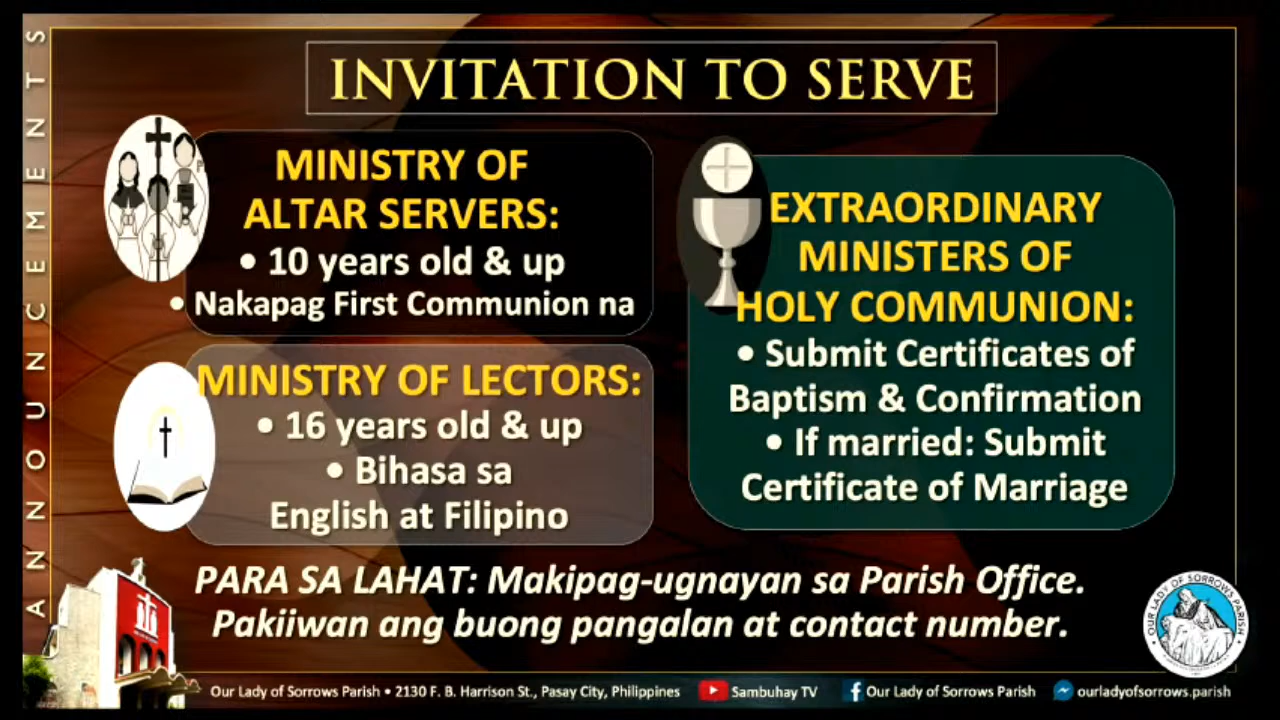 ANNOUNCEMENTS
INVITATION TO SERVE
MINISTRY OF
ALTAR SERVERS:
• 10 years old & up
• Nakapag First Communion na
MINISTRY OF LECTORS:
• 16 years old & up
• Bihasa sa
English at Filipino
EXTRAORDINARY
MINISTERS OF
HOLY COMMUNION:
• Submit Certificates of
Baptism & Confirmation
• If married: Submit
Certificate of Marriage
PARA SA LAHAT: Makipag-ugnayan sa Parish Office.
Pakiiwan ang buong pangalan at contact number.
OUR LADY OF SORROWS PARISH
Our Lady of Sorrows Parish • 2130 F. B. Harrison St., Pasay City, Philippines
Sambuhay TV
Our Lady of Sorrows Parish
ourladyofsorrows.parish